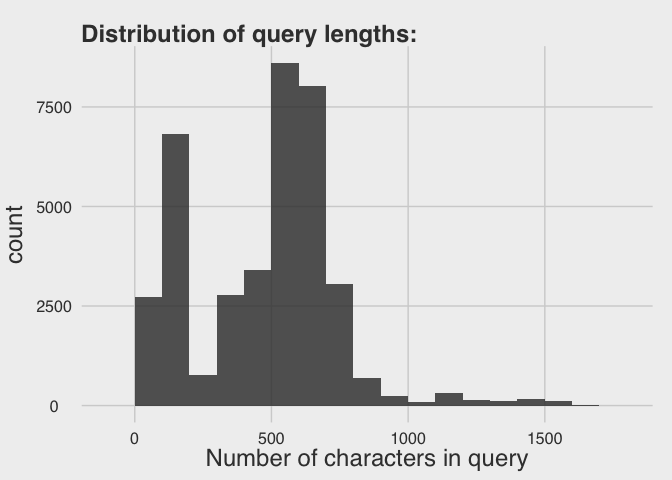 Distribution of query lengths:
count
7500
5000
2500
0
0 500 1000 1500
Number of characters in query